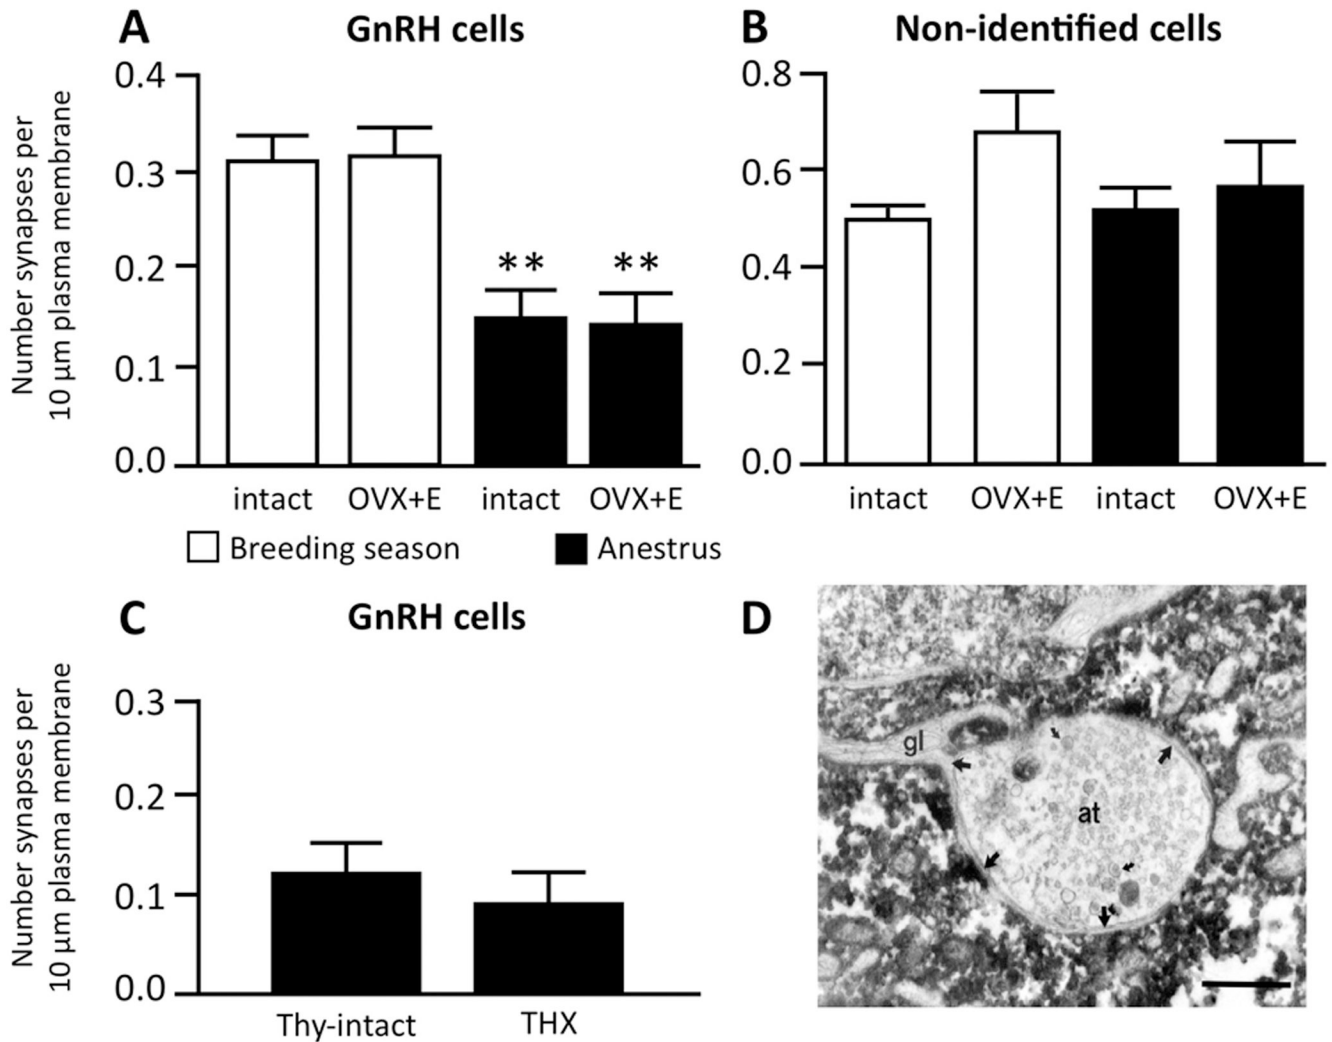 A
GnRH cells
Number synapses per
10 µm plasma membrane
0.4
0.3
0.2
0.1
0.0
** **
intact OVX+E intact OVX+E
B
Non-identified cells
0.8
0.6
0.4
0.2
0.0
intact OVX+E intact OVX+E
Breeding season Anestrus
C
GnRH cells
Number synapses per
10 µm plasma membrane
0.3
0.2
0.1
0.0
Thy-intact THX
D
gl
at